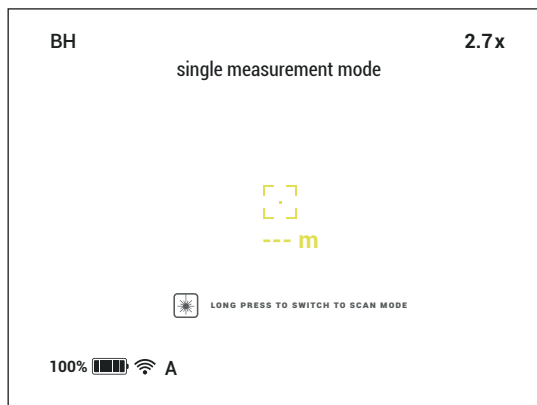 BH 2.7x
single measurement mode
--- m
LONG PRESS TO SWITCH TO SCAN MODE
100% A